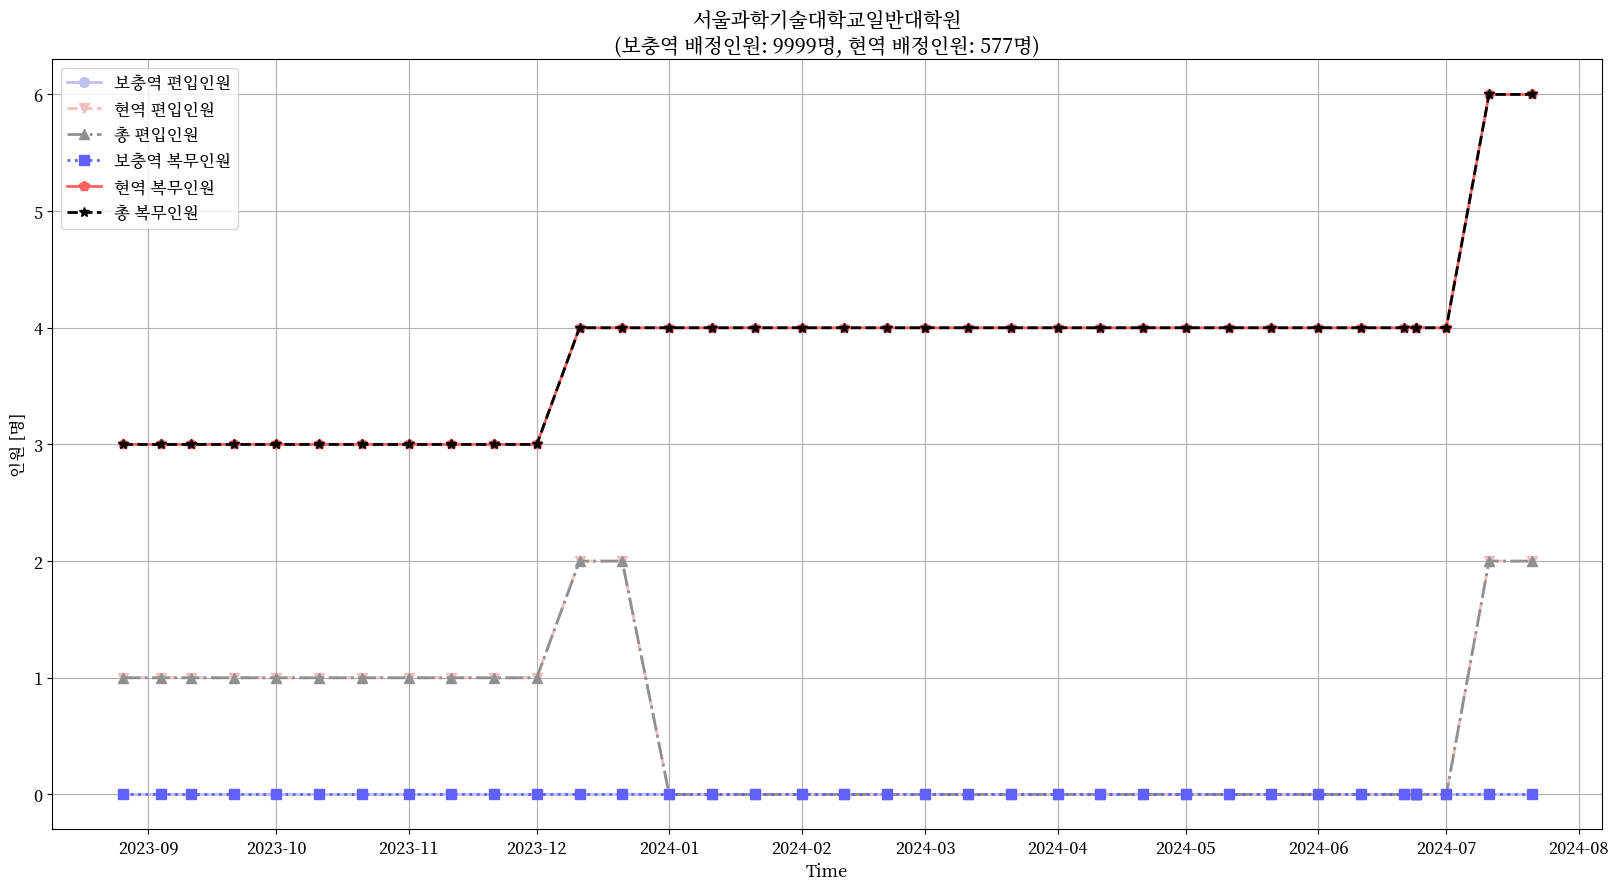 서울과학기술대학교일반대학원
(보충역 배정인원: 9999명, 현역 배정인원: 577명)
보충역 편입인원
현역 편입인원
총 편입인원
보충역 복무인원
현역 복무인원
총 복무인원
인원 [명]
6
5
4
3
2
1
0
2023-09 2023-10 2023-11 2023-12 2024-01 2024-02 2024-03 2024-04 2024-05 2024-06 2024-07 2024-08
Time